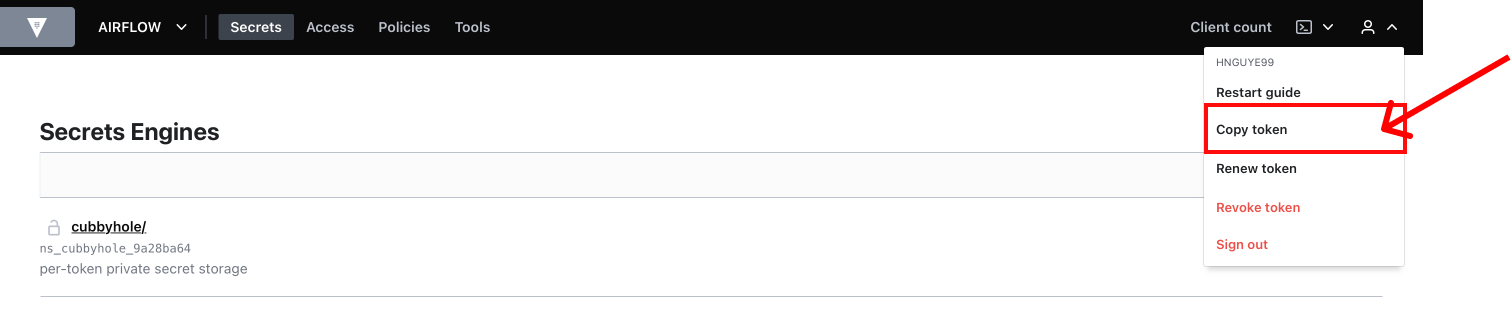 AIRFLOW Secrets Access Policies Tools Client count
HNGUYE99
Restart guide
Secrets Engines
Copy token
Renew token
Revoke token
cubbyhole/
Sign out
ns_cubbyhole_9a28ba64
per-token private secret storage